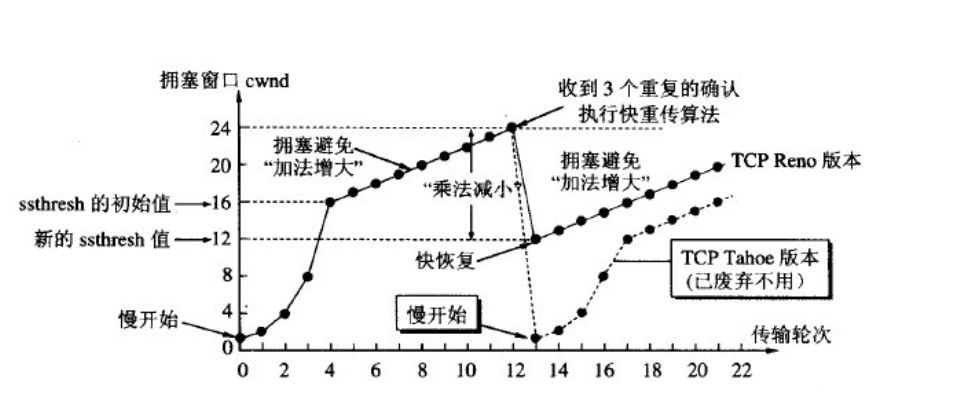 拥塞窗口 cwnd
收到 3 个重复的确认
执行快重传算法
24
拥塞避免
“加法增大”
拥塞避免
“加法增大”
TCP Reno 版本
20
“乘法减小”
ssthresh 的初始值
16
新的 ssthresh 值
12
快恢复
TCP Tahoe 版本
(已废弃不用）
8
慢开始
慢开始
4
传输轮次
0
0 2 4 6 8 10 12 14 16 18 20 22